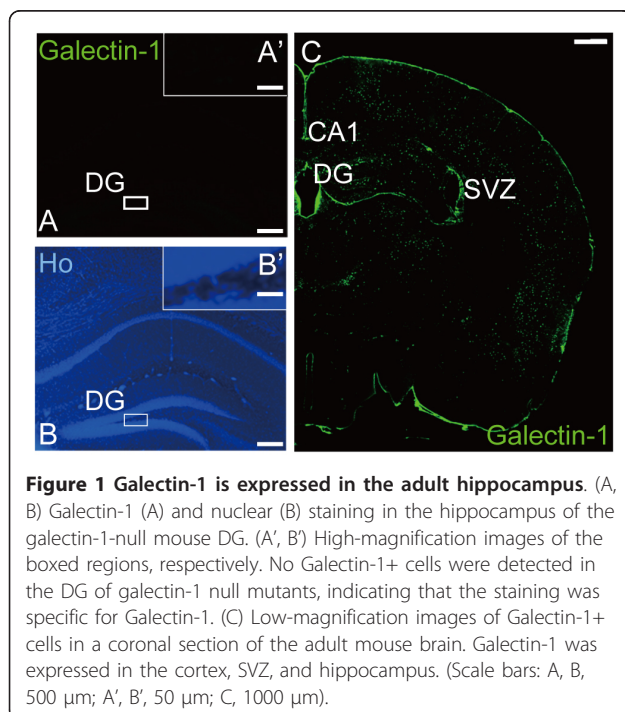 Galectin-1
A'
DG
A
Ho
B'
DG
B
C
CA1
DG
SVZ
Galectin-1
Figure 1 Galectin-1 is expressed in the adult hippocampus. (A,
B) Galectin-1 (A) and nuclear (B) staining in the hippocampus of the
galectin-1-null mouse DG. (A', B') High-magnification images of the
boxed regions, respectively. No Galectin-1+ cells were detected in
the DG of galectin-1 null mutants, indicating that the staining was
specific for Galectin-1. (C) Low-magnification images of Galectin-1+
cells in a coronal section of the adult mouse brain. Galectin-1 was
expressed in the cortex, SVZ, and hippocampus. (Scale bars: A, B,
500 μm; A', B', 50 μm; C, 1000 μm).